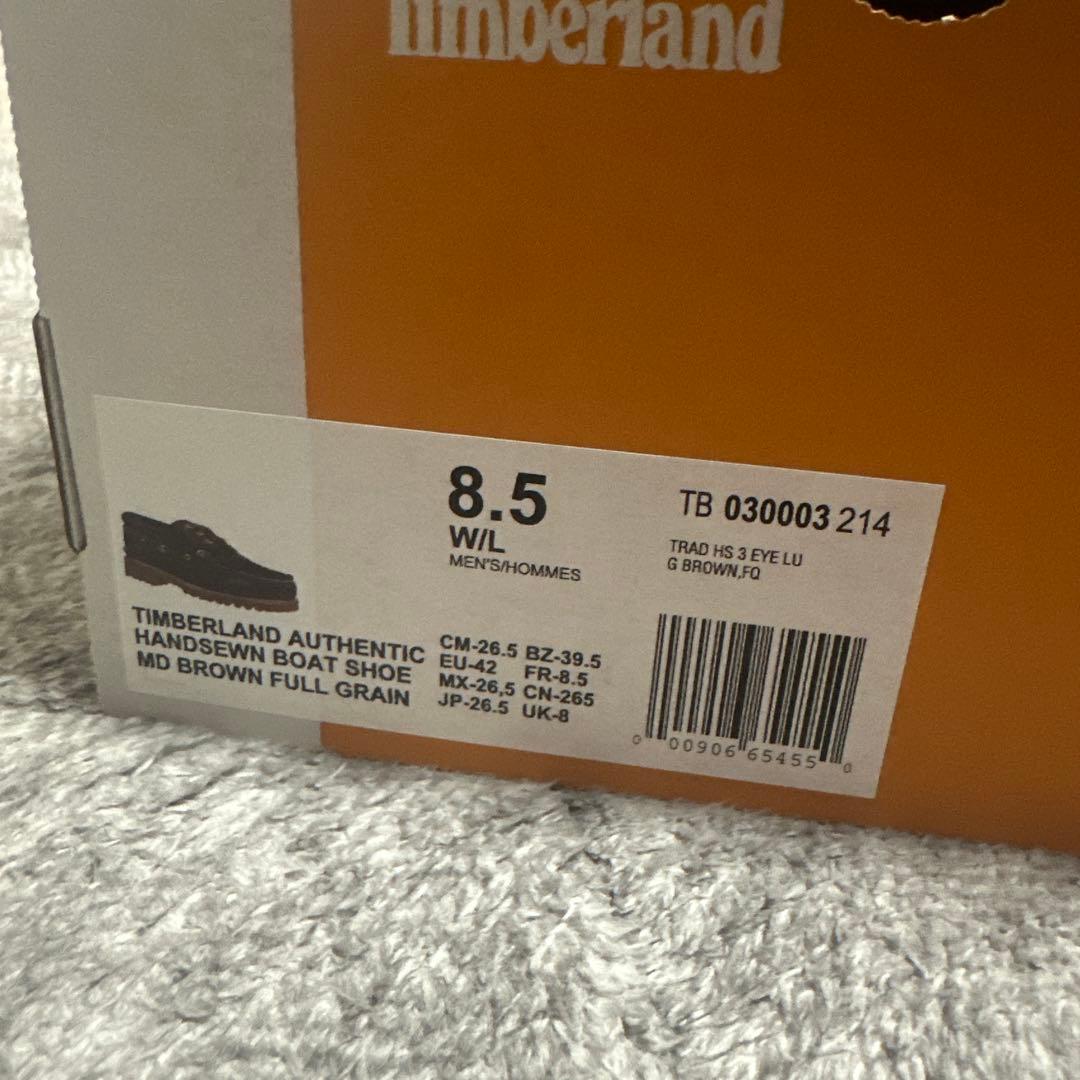 Timberland
8.5
W/L
MEN'S/HOMMES
TB 030003 214
TRAD HS 3 EYE LU
G BROWN,FQ
TIMBERLAND AUTHENTIC
HANDSEWN BOAT SHOE
MD BROWN FULL GRAIN
CM-26.5 BZ-39.5
EU-42 FR-8.5
MX-26,5 CN-265
JP-26.5 UK-8
0 00906 65455 0